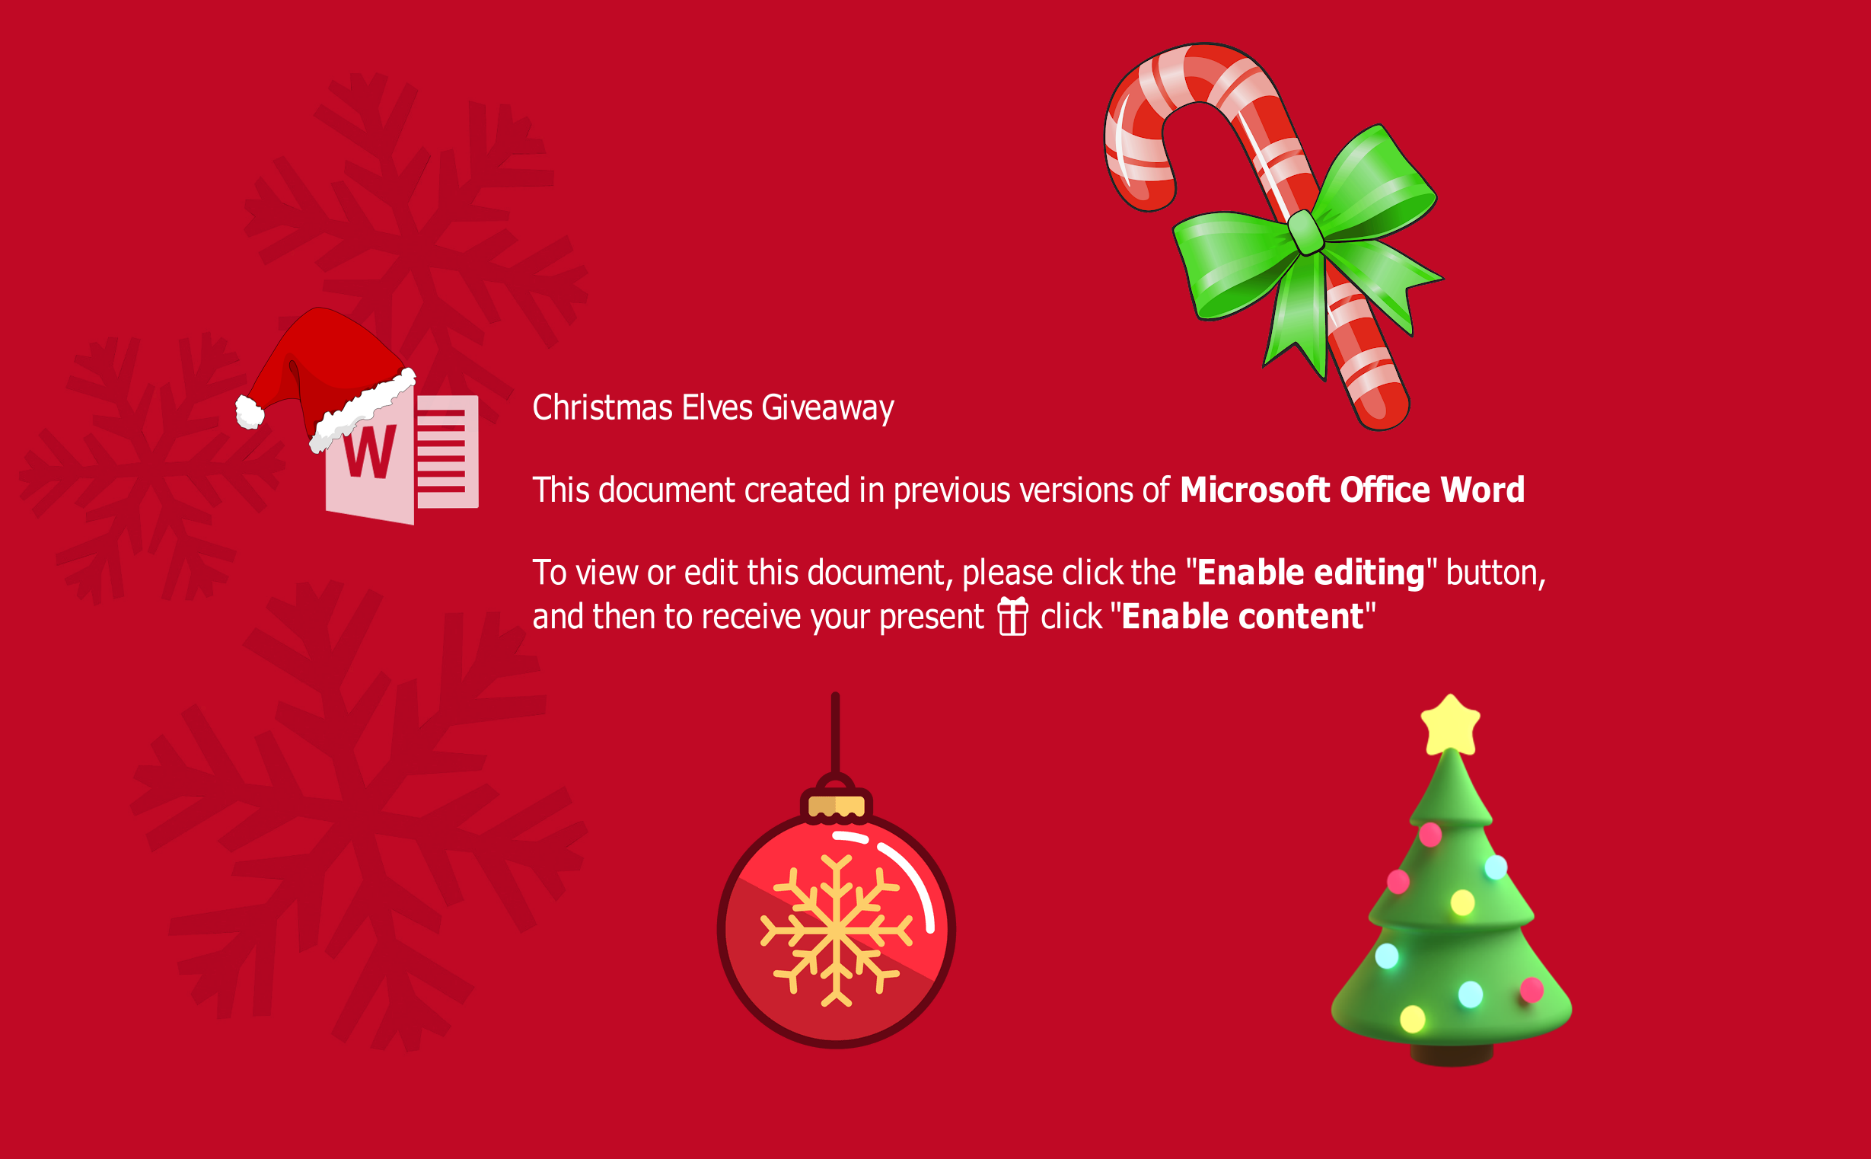 W
Christmas Elves Giveaway
This document created in previous versions of Microsoft Office Word
To view or edit this document, please click the "Enable editing" button,
and then to receive your present click "Enable content"